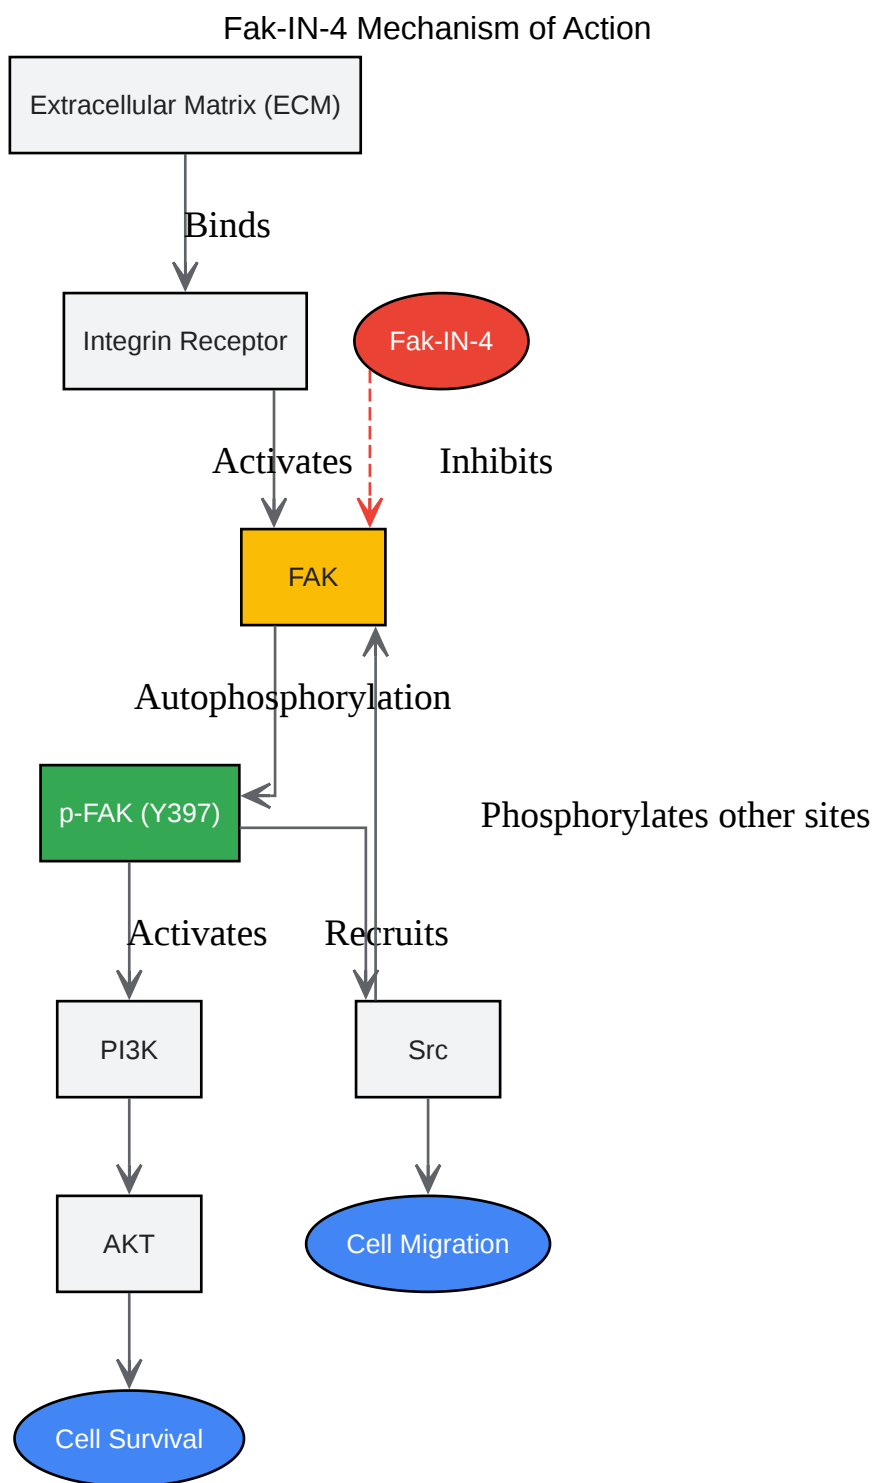 Fak-IN-4 Mechanism of Action
Extracellular Matrix (ECM)
Binds
Integrin Receptor
Fak-IN-4
Activates
Inhibits
FAK
Autophosphorylation
p-FAK (Y397)
Phosphorylates other sites
Activates
Recruits
PI3K
Src
AKT
Cell Migration
Cell Survival